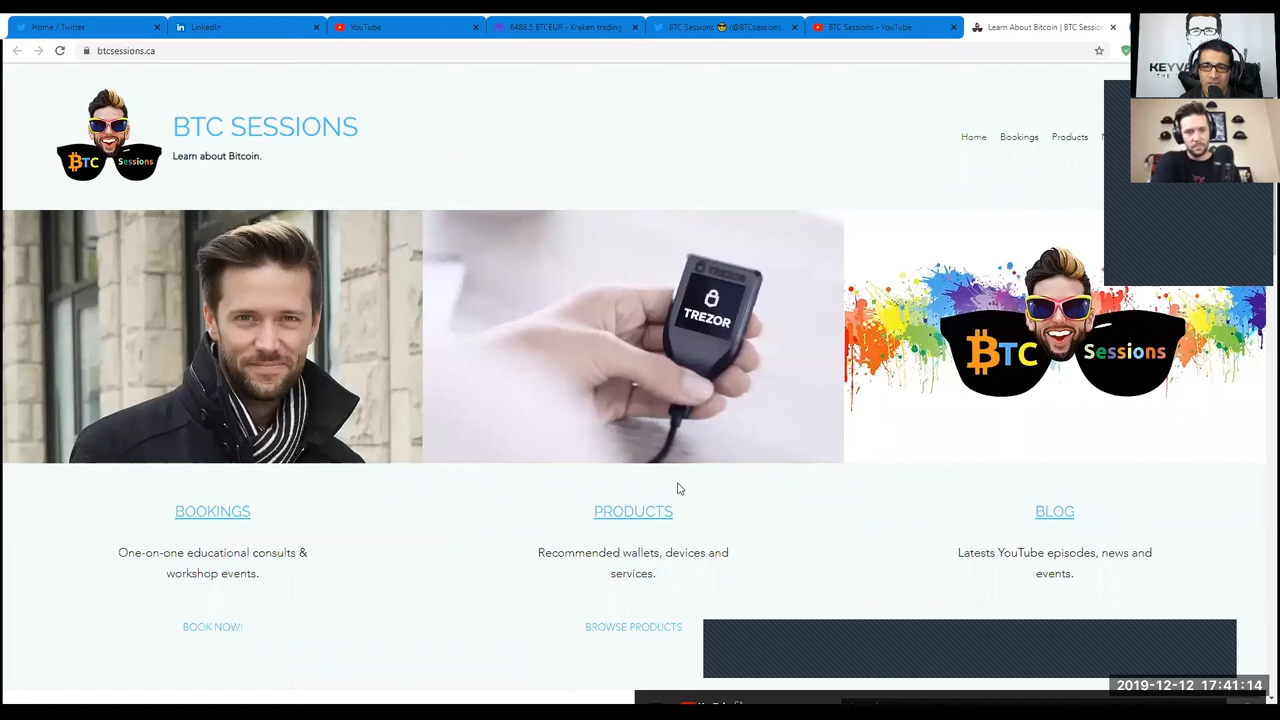 Home / Twitter
LinkedIn
YouTube
6488.5 BTCEUR - Kraken trading
BTC Sessions 😎 (@BTCsessions
BTC Sessions - YouTube
Learn About Bitcoin | BTC Session
btcsessions.ca
BTC Sessions
BTC SESSIONS
Learn about Bitcoin.
Home
Bookings
Products
TREZOR
TREZOR
BTC Sessions
BOOKINGS
One-on-one educational consults &
workshop events.
BOOK NOW!
PRODUCTS
Recommended wallets, devices and
services.
BROWSE PRODUCTS
BLOG
Latests YouTube episodes, news and
events.
2019-12-12 17:41:14